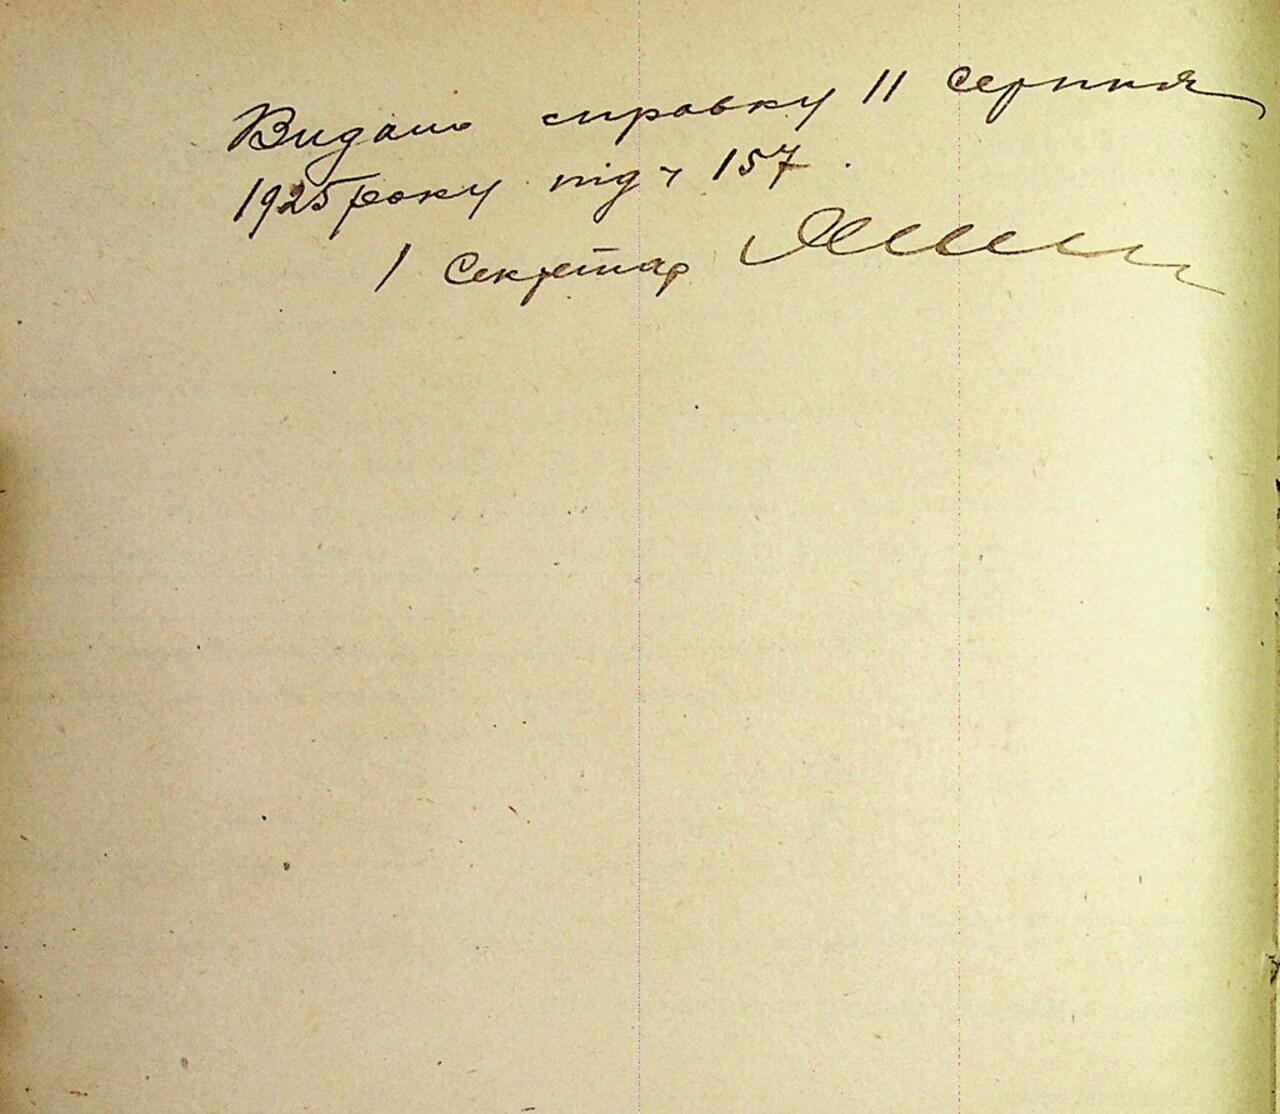 Видано справку 11 серпня
1925 року під ч 157.
/ Секретар